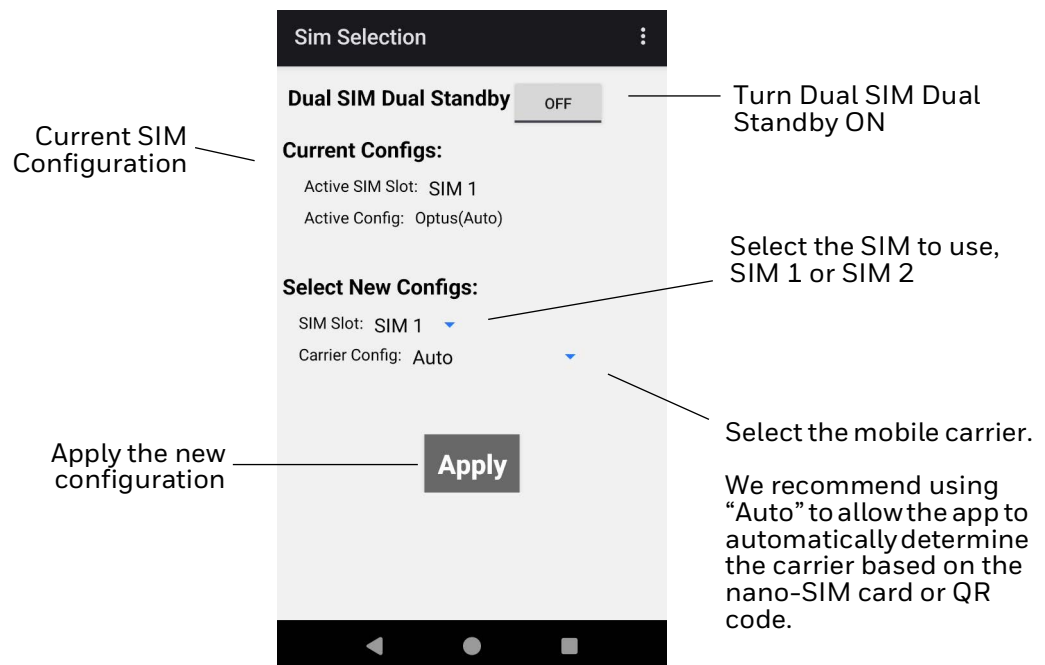 Sim Selection
Dual SIM Dual Standby OFF
Turn Dual SIM Dual
Standby ON
Current SIM
Configuration
Current Configs:
Active SIM Slot: SIM 1
Active Config: Optus(Auto)
Select the SIM to use,
SIM 1 or SIM 2
Select New Configs:
SIM Slot: SIM 1
Carrier Config: Auto
Select the mobile carrier.
We recommend using
“Auto” to allow the app to
automatically determine
the carrier based on the
nano-SIM card or QR
code.
Apply the new
configuration
Apply